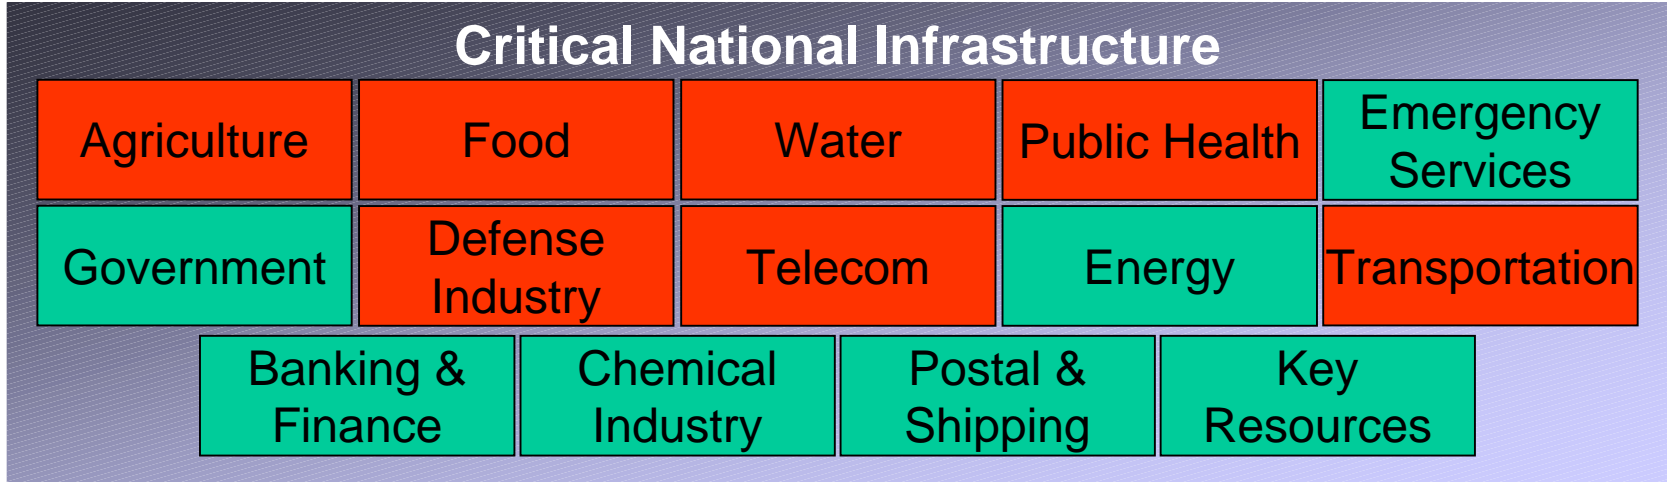 Critical National Infrastructure
Agriculture
Food
Water
Public Health
Emergency
Services
Government
Defense
Industry
Telecom
Energy
Transportation
Banking &
Finance
Chemical
Industry
Postal &
Shipping
Key
Resources